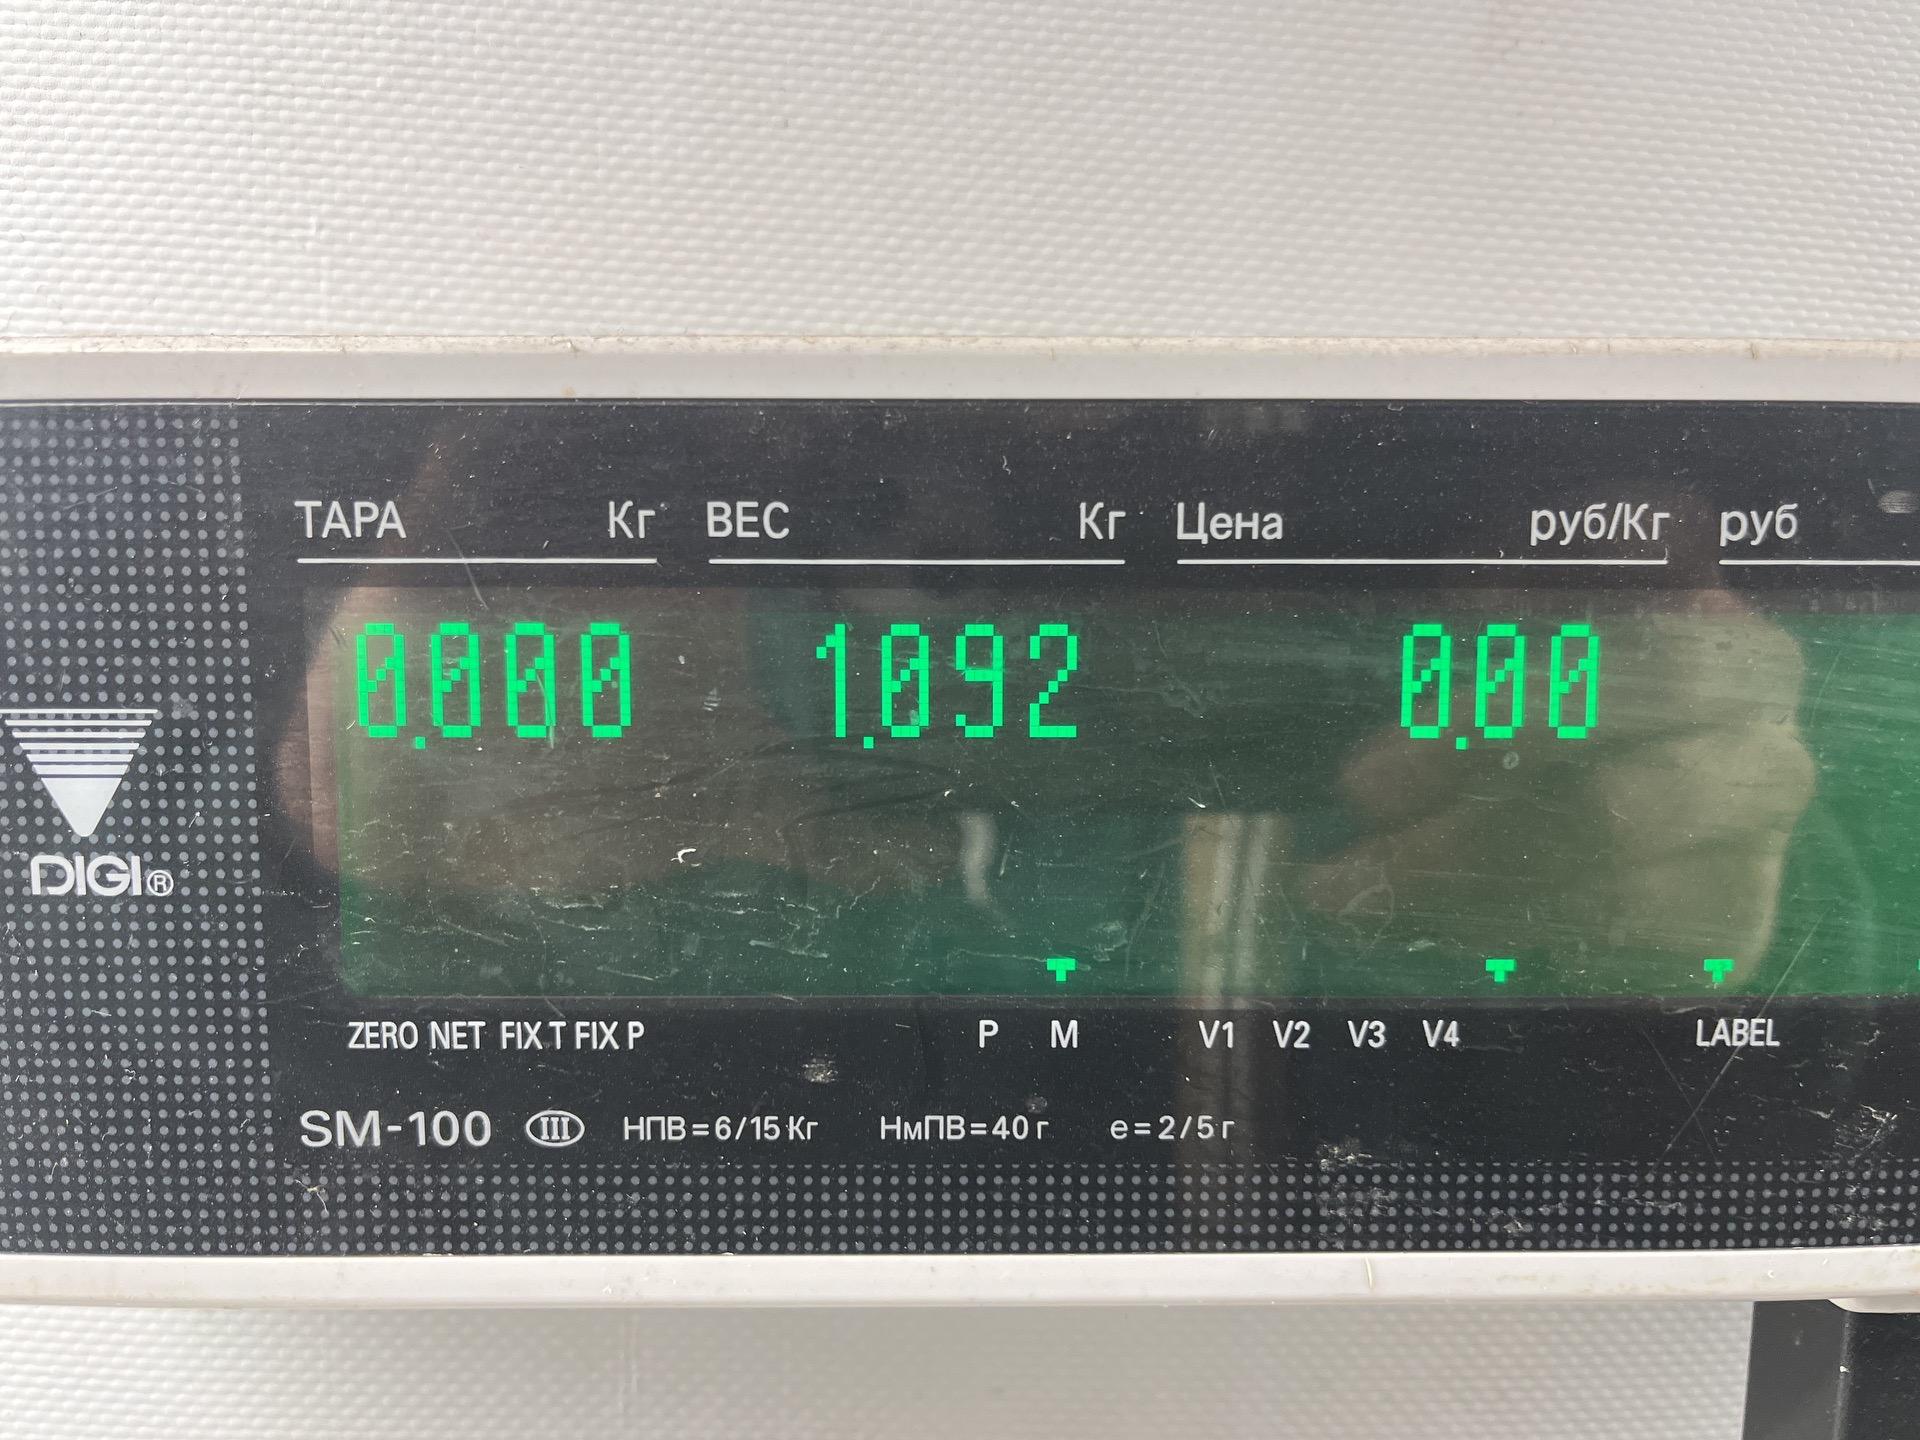 ТАРА Кг ВЕС Кг Цена руб/Кг руб
0.000 1.092 0.00
DIGI®
ZERO NET FIX T FIX P P M V1 V2 V3 V4 LABEL
SM-100 III НПВ=6/15 Кг НмПВ=40 г e=2/5 г